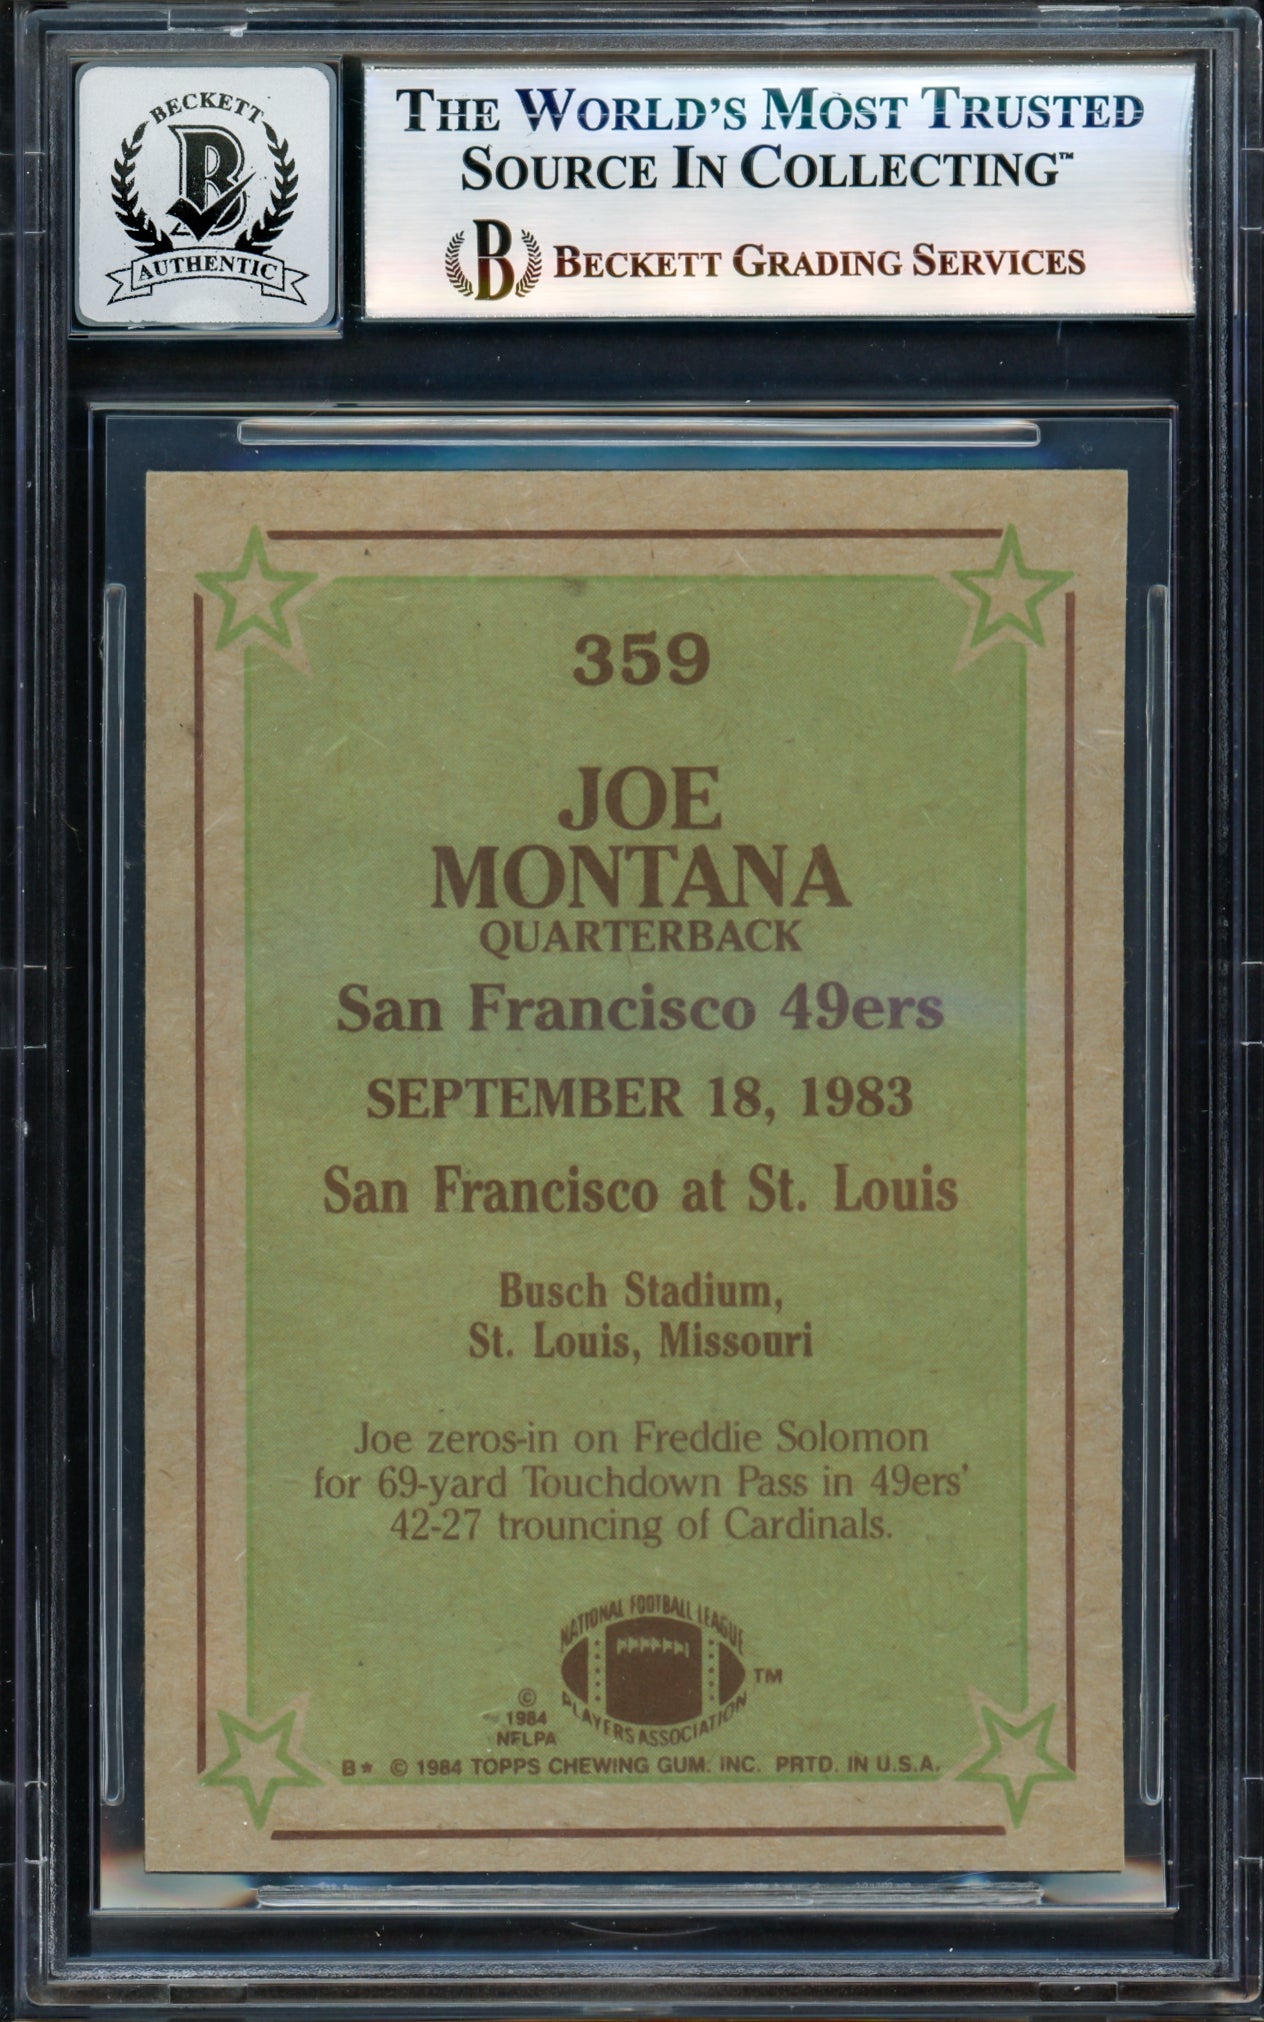 BECKETT
B
AUTHENTIC
THE WORLD'S MOST TRUSTED
SOURCE IN COLLECTING™
B BECKETT GRADING SERVICES
359
JOE
MONTANA
QUARTERBACK
San Francisco 49ers
SEPTEMBER 18, 1983
San Francisco at St. Louis
Busch Stadium,
St. Louis, Missouri
Joe zeros-in on Freddie Solomon
for 69-yard Touchdown Pass in 49ers'
42-27 trouncing of Cardinals.
NATIONAL FOOTBALL LEAGUE
PLAYERS ASSOCIATION
TM
©
1984
NFLPA
B* © 1984 TOPPS CHEWING GUM. INC. PRTD. IN U.S.A.